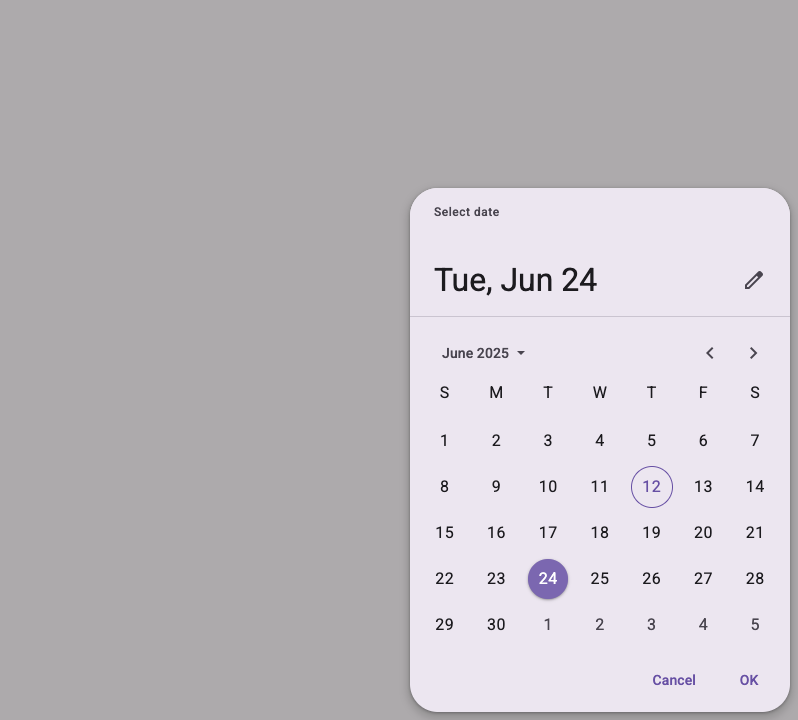 Select date
Tue, Jun 24
June 2025
S M T W T F S
1 2 3 4 5 6 7
8 9 10 11 12 13 14
15 16 17 18 19 20 21
22 23 24 25 26 27 28
29 30 1 2 3 4 5
Cancel OK